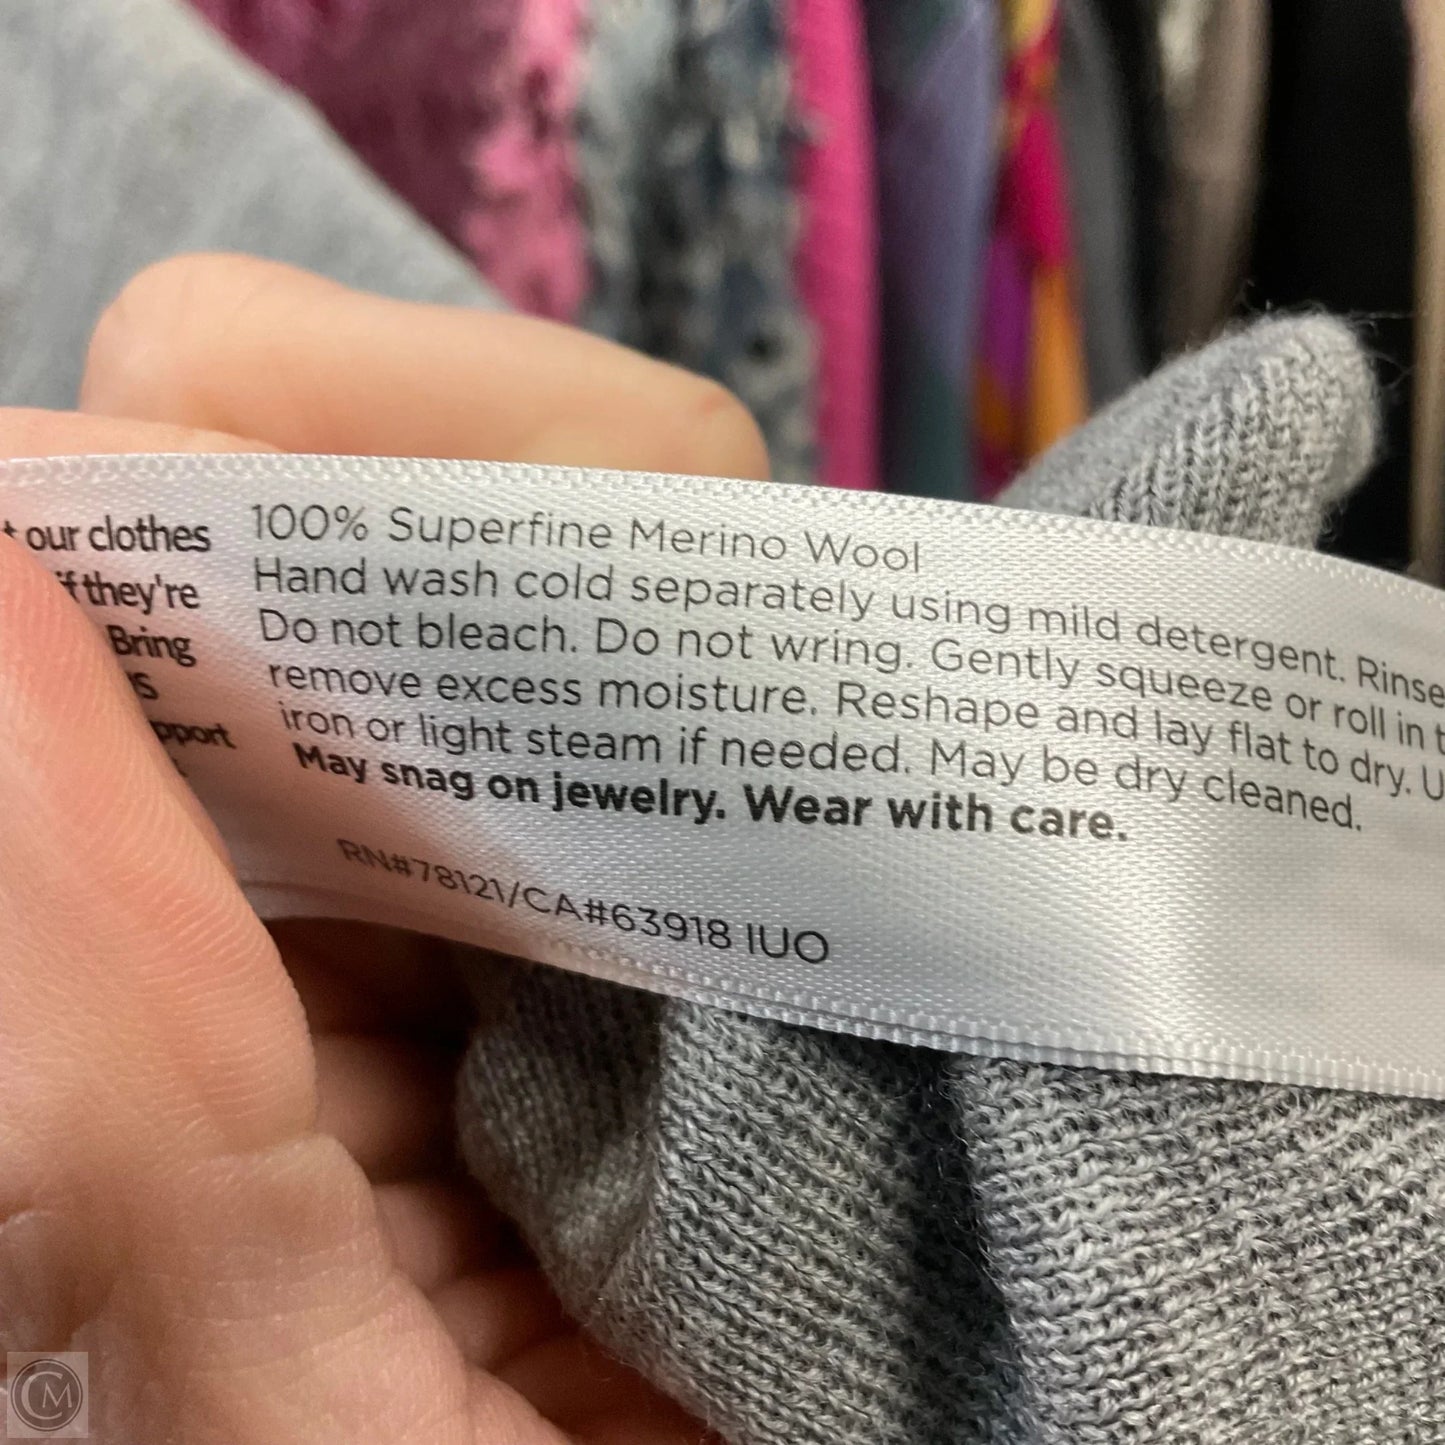 our clothes
if they're
Bring
100% Superfine Merino Wool
Hand wash cold separately using mild detergent. Rinse
Do not bleach. Do not wring. Gently squeeze or roll in
remove excess moisture. Reshape and lay flat to dry.
iron or light steam if needed. May be dry cleaned.
May snag on jewelry. Wear with care.
RN#78121/CA#63918 IUO
CM